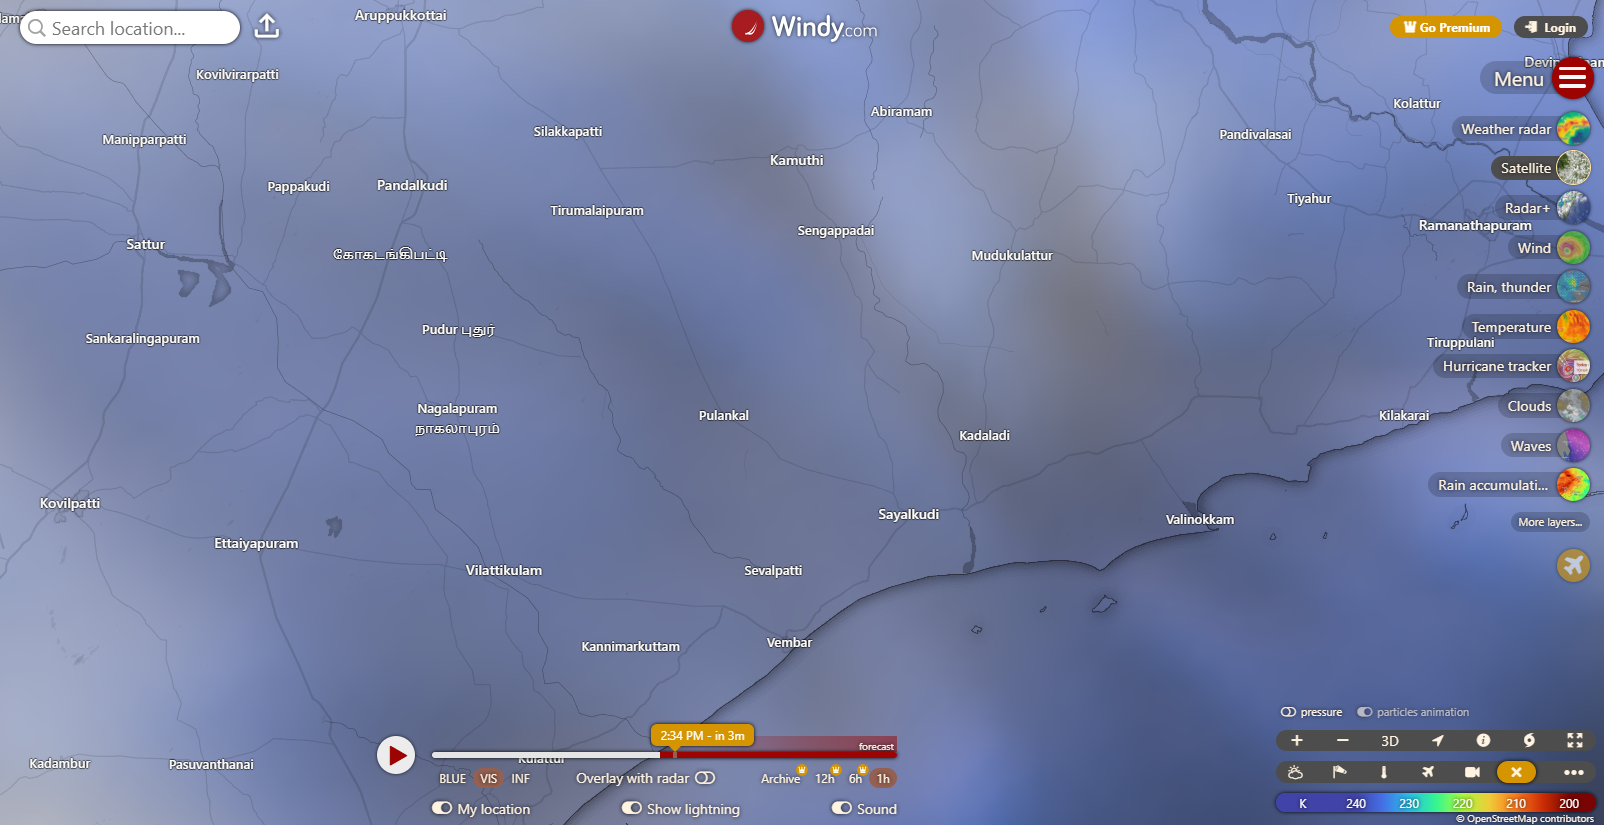 Aruppukkottai
Search location...
Windy.com
Go Premium
Login
Kovilvirarpatti
Menu
Kolattur
Abiramam
Weather radar
Silakkapatti
Pandivalasai
Manipparpatti
Kamuthi
Satellite
Pappakudi
Pandalkudi
Tiyahur
Radar+
Tirumalaipuram
Ramanathapuram
Sengappadai
Sattur
Wind
கோகடங்கிபட்டி
Mudukulattur
Rain, thunder
Temperature
Pudur புதுர்
Sankaralingapuram
Tiruppulani
Hurricane tracker
Clouds
Nagalapuram
நாகலாபுரம்
Pulankal
Kilakarai
Kadaladi
Waves
Rain accumulati...
Kovilpatti
Sayalkudi
Valinokkam
More layers...
Ettaiyapuram
Vilattikulam
Sevalpatti
Kannimarkuttam
Vembar
pressure
particles animation
2:34 PM - in 3m
forecast
3D
Kadambur
Pasuvanthanai
Kulattur
BLUE VIS INF
Overlay with radar
Archive 12h 6h 1h
My location
Show lightning
Sound
K 240 230 220 210 200
© OpenStreetMap contributors